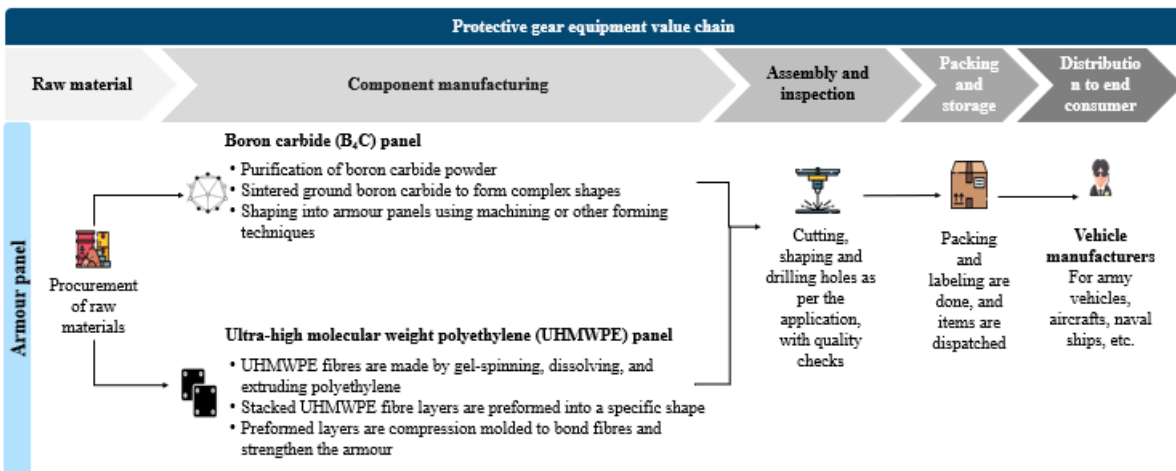 Protective gear equipment value chain
Raw material
Component manufacturing
Assembly and
inspection
Packing
and
storage
Distributio
n to end
consumer
Armour panel
Procurement
of raw
materials
Boron carbide (B₄C) panel
• Purification of boron carbide powder
• Sintered ground boron carbide to form complex shapes
• Shaping into armour panels using machining or other forming
techniques
Ultra-high molecular weight polyethylene (UHMWPE) panel
• UHMWPE fibres are made by gel-spinning, dissolving, and
extruding polyethylene
• Stacked UHMWPE fibre layers are preformed into a specific shape
• Preformed layers are compression molded to bond fibres and
strengthen the armour
Cutting,
shaping and
drilling holes as
per the
application,
with quality
checks
Packing
and
labeling are
done, and
items are
dispatched
Vehicle
manufacturers
For army
vehicles,
aircrafts, naval
ships, etc.